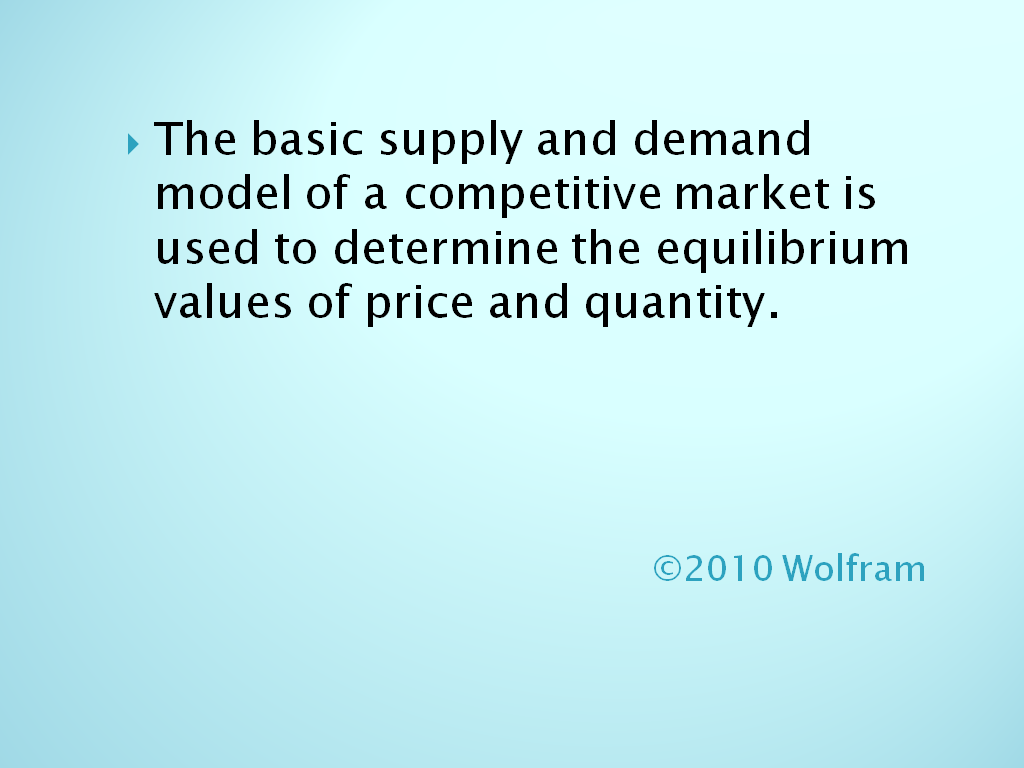 The basic supply and demand
model of a competitive market is
used to determine the equilibrium
values of price and quantity.
©2010 Wolfram